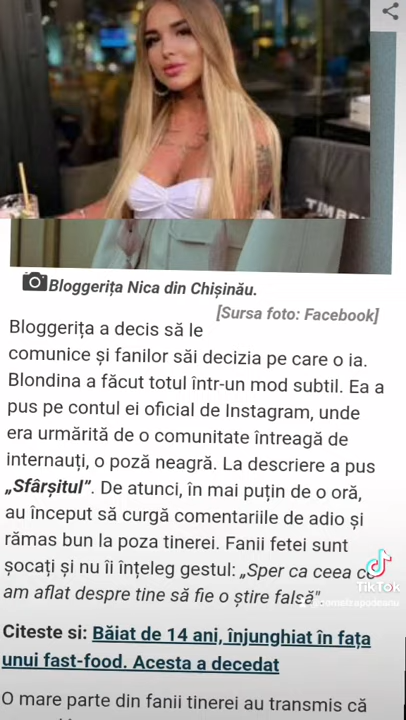 TIMBER
Bloggerița Nica din Chișinău.
[Sursa foto: Facebook]
Bloggerița a decis să le
comunice și fanilor săi decizia pe care o ia.
Blondina a făcut totul într-un mod subtil. Ea a
pus pe contul ei oficial de Instagram, unde
era urmărită de o comunitate întreagă de
internauți, o poză neagră. La descriere a pus
„Sfârșitul”. De atunci, în mai puțin de o oră,
au început să curgă comentariile de adio și
rămas bun la poza tinerei. Fanii fetei sunt
șocați și nu îi înțeleg gestul: „Sper ca ceea ce
am aflat despre tine să fie o știre falsă"
TikTok
Citeste si: Băiat de 14 ani, înjunghiat în fața
unui fast-food. Acesta a decedat
O mare parte din fanii tinerei au transmis că